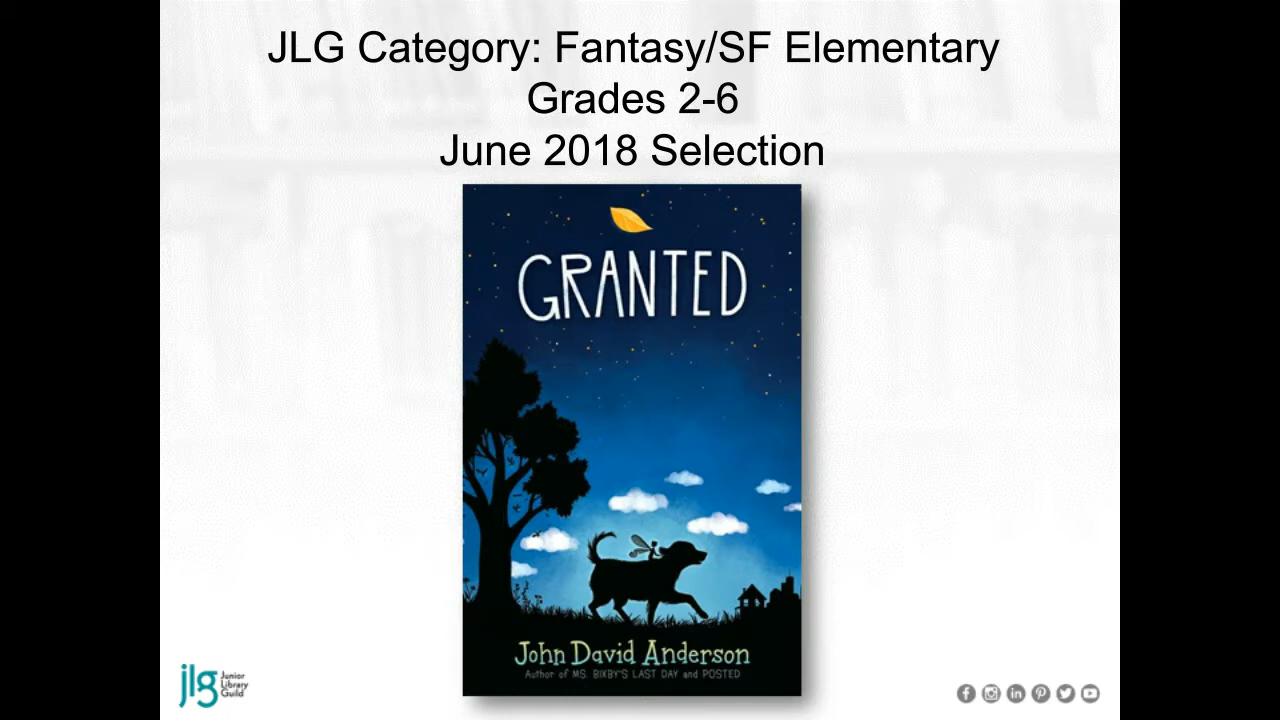 JLG Category: Fantasy/SF Elementary
Grades 2-6
June 2018 Selection
GRANTED
John David Anderson
Author of MS. BIXBY'S LAST DAY and POSTED
jlg Junior
Library
Guild